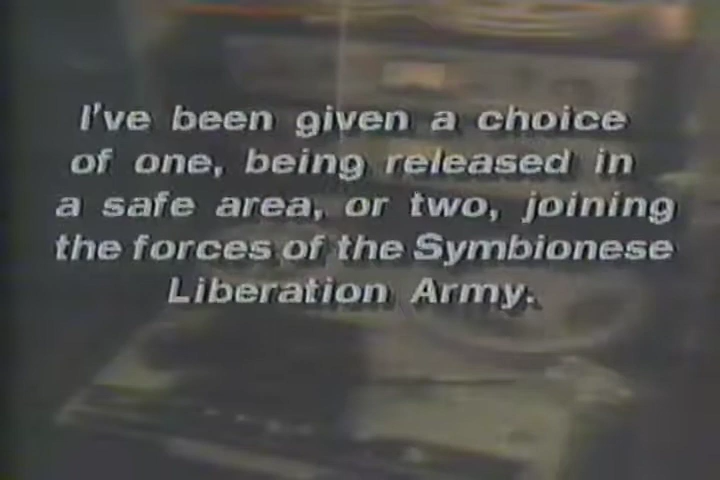 I've been given a choice
of one, being released in
a safe area, or two, joining
the forces of the Symbionese
Liberation Army.